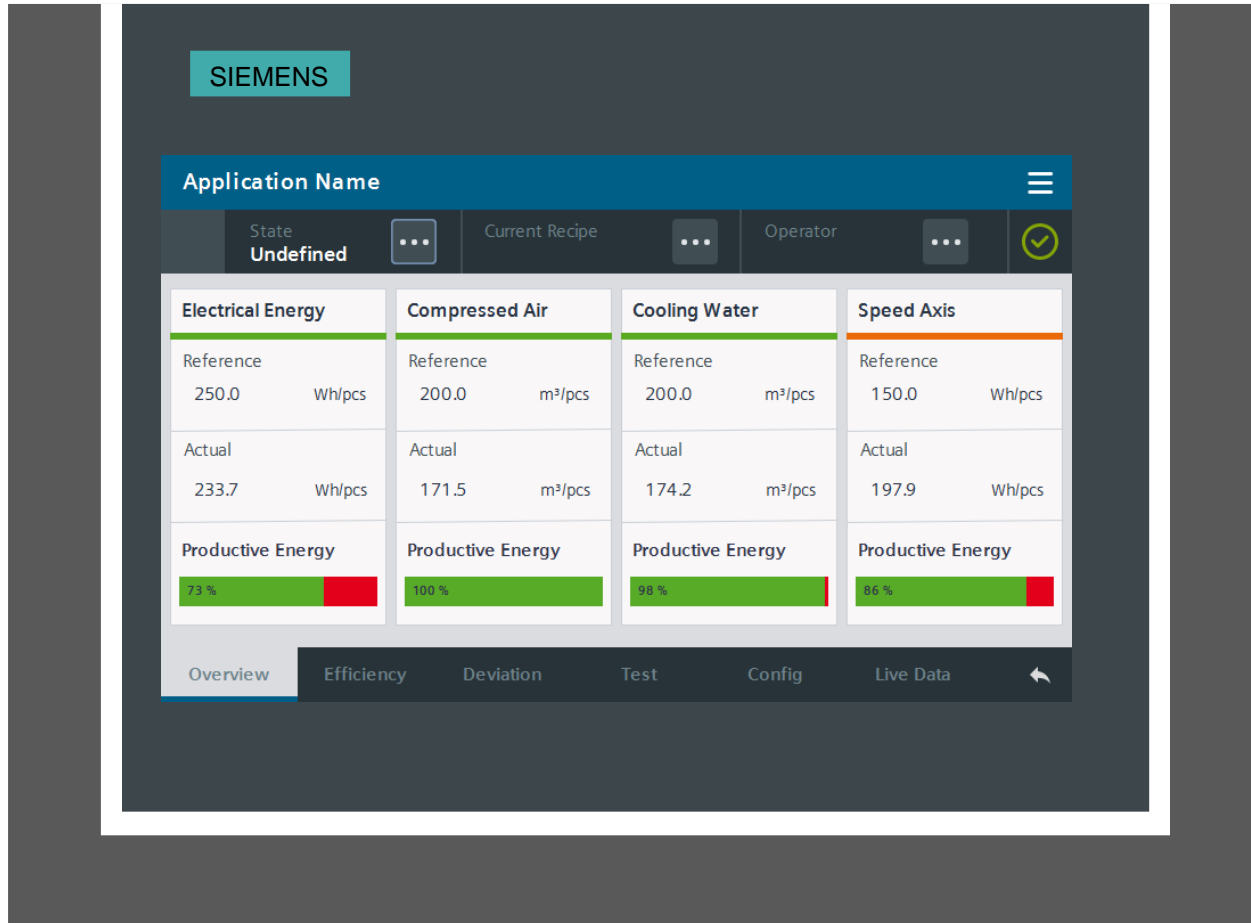 SIEMENS
Application Name
State
Undefined
Current Recipe
Operator
Electrical Energy
Compressed Air
Cooling Water
Speed Axis
Reference
Reference
Reference
Reference
250.0 Wh/pcs
200.0 m³/pcs
200.0 m³/pcs
150.0 Wh/pcs
Actual
Actual
Actual
Actual
233.7 Wh/pcs
171.5 m³/pcs
174.2 m³/pcs
197.9 Wh/pcs
Productive Energy
Productive Energy
Productive Energy
Productive Energy
73 %
100 %
98 %
86 %
Overview
Efficiency
Deviation
Test
Config
Live Data